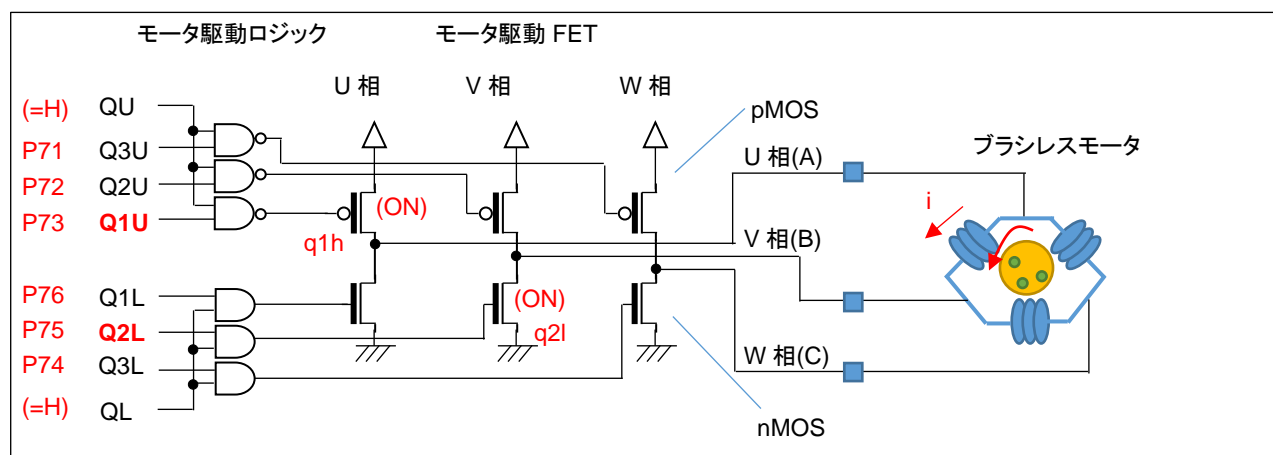 モータ駆動ロジック
モータ駆動 FET
U 相
V 相
W 相
(=H) QU
P71 Q3U
P72 Q2U
P73 Q1U
P76 Q1L
P75 Q2L
P74 Q3L
(=H) QL
(ON)
q1h
(ON)
q2l
pMOS
nMOS
U 相(A)
V 相(B)
W 相(C)
ブラシレスモータ
i